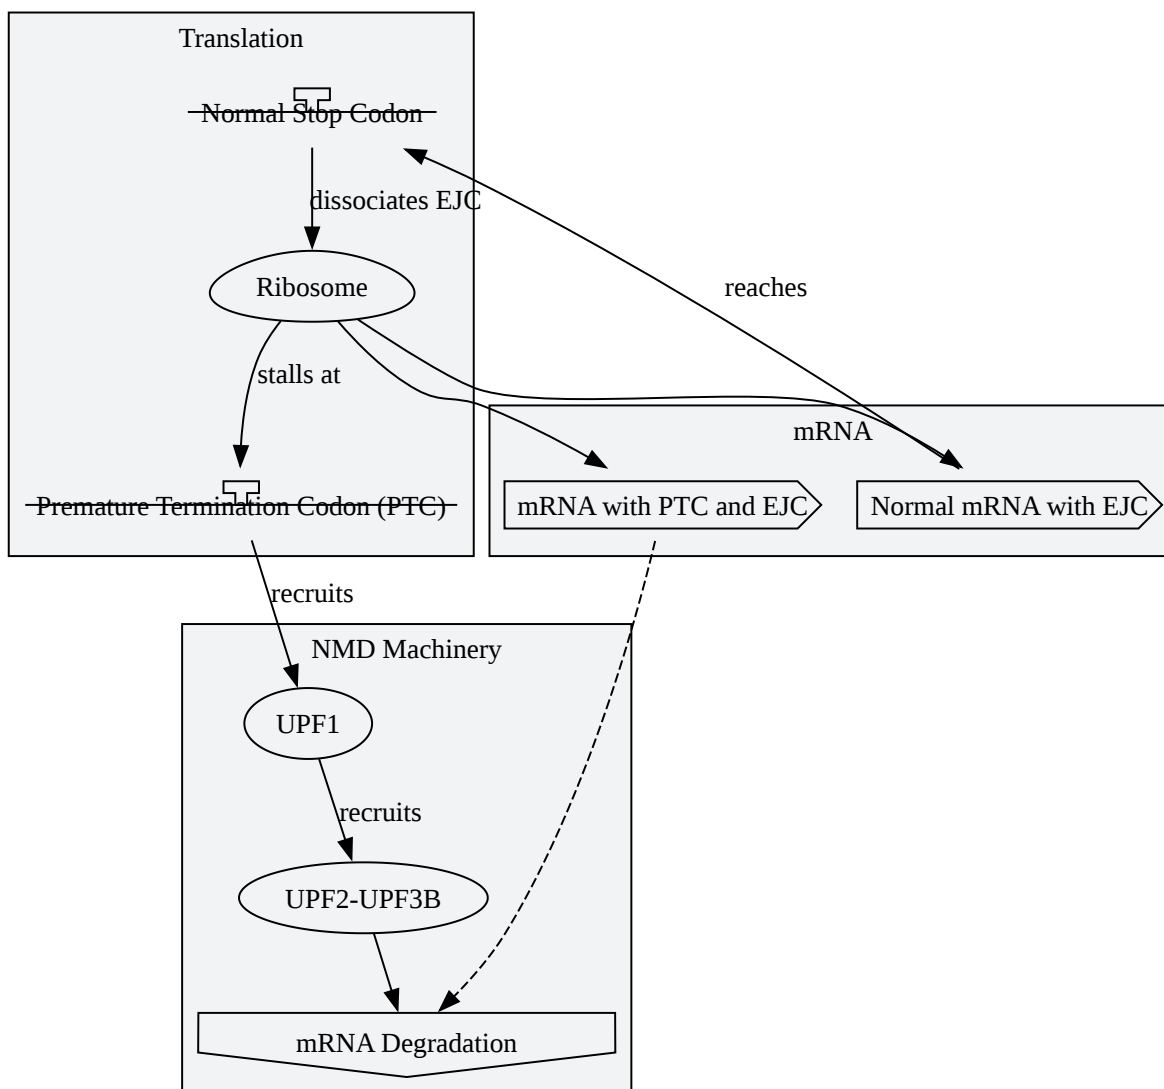 Translation
Normal Stop Codon
dissociates EJC
Ribosome
reaches
stalls at
mRNA
Premature Termination Codon (PTC)
mRNA with PTC and EJC
Normal mRNA with EJC
recruits
NMD Machinery
UPF1
recruits
UPF2-UPF3B
mRNA Degradation